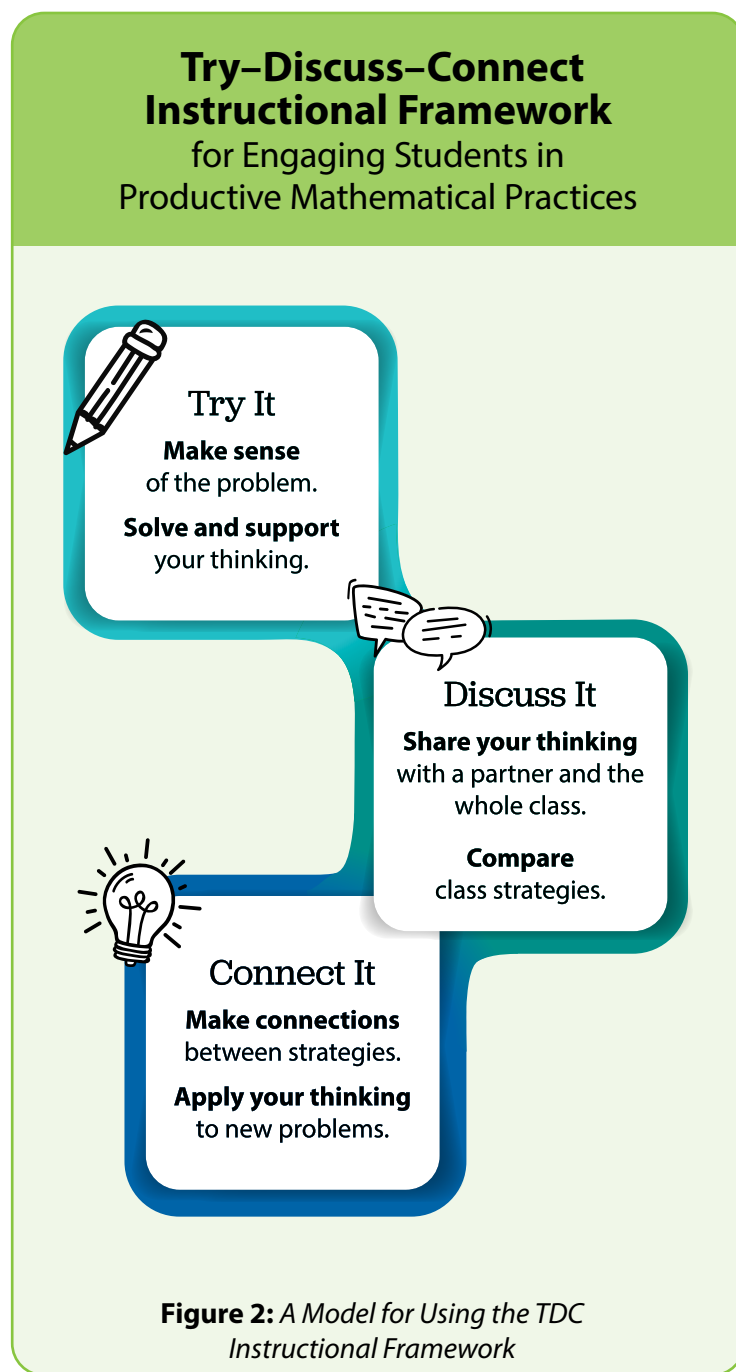 Try–Discuss–Connect
Instructional Framework
for Engaging Students in
Productive Mathematical Practices
Try It
Make sense
of the problem.
Solve and support
your thinking.
Discuss It
Share your thinking
with a partner and the
whole class.
Compare
class strategies.
Connect It
Make connections
between strategies.
Apply your thinking
to new problems.
Figure 2: A Model for Using the TDC
Instructional Framework